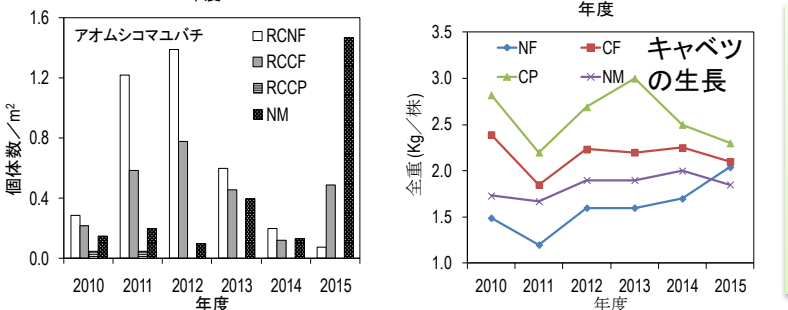 年度
アオムシコマユバチ
RCNF
RCCF
RCCP
NM
個体数／m²
1.6
1.2
0.8
0.4
0.0
2010 2011 2012 2013 2014 2015
年度
年度
キャベツ
の生長
NF CF
CP NM
全重(Kg／株)
3.5
3.0
2.5
2.0
1.5
1.0
2010 2011 2012 2013 2014 2015
年度